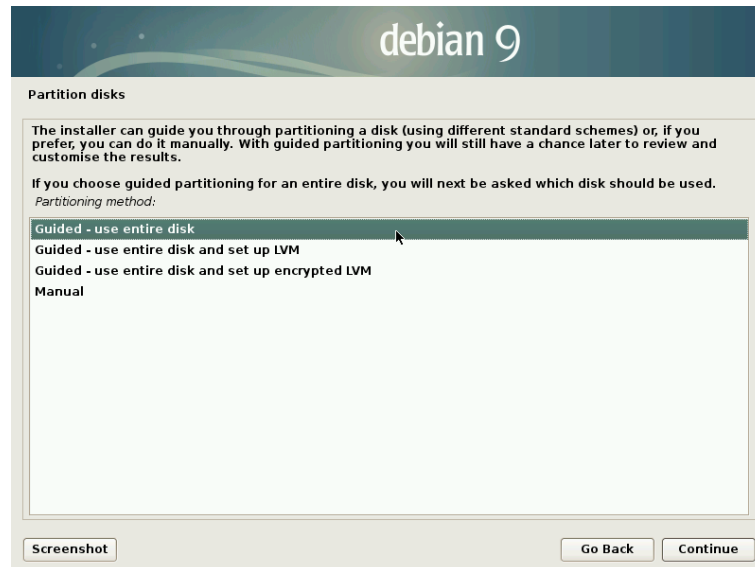 debian 9
Partition disks
The installer can guide you through partitioning a disk (using different standard schemes) or, if you
prefer, you can do it manually. With guided partitioning you will still have a chance later to review and
customise the results.
If you choose guided partitioning for an entire disk, you will next be asked which disk should be used.
Partitioning method:
Guided - use entire disk
Guided - use entire disk and set up LVM
Guided - use entire disk and set up encrypted LVM
Manual
Screenshot
Go Back
Continue